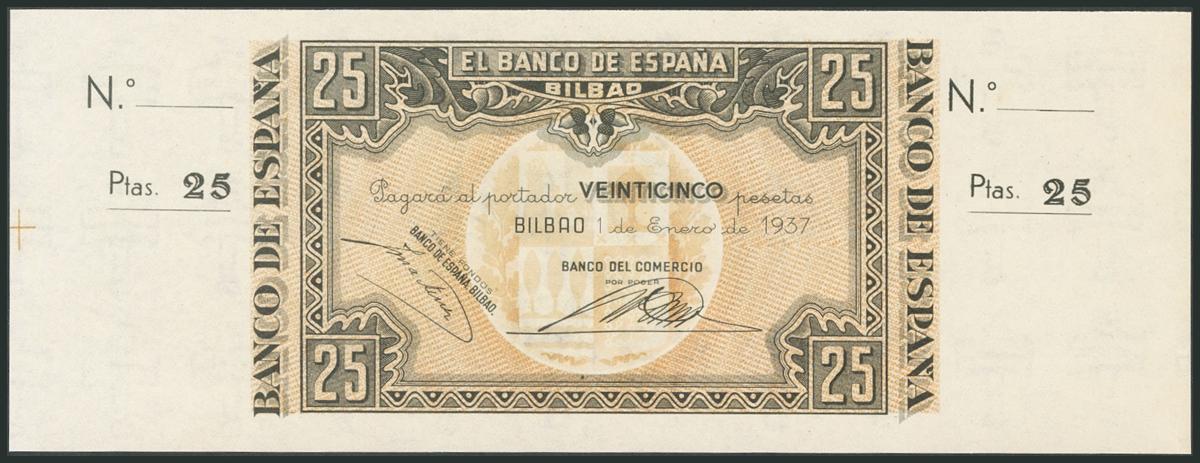 N.º
Ptas. 25
BANCO DE ESPAÑA
25
EL BANCO DE ESPAÑA
BILBAO
25
Pagará al portador VEINTICINCO pesetas
BILBAO 1 de Enero de 1937
TIENE FONDOS
BANCO DE ESPAÑA. BILBAO.
BANCO DEL COMERCIO
POR PODER
25
25
BANCO DE ESPAÑA
N.º
Ptas. 25